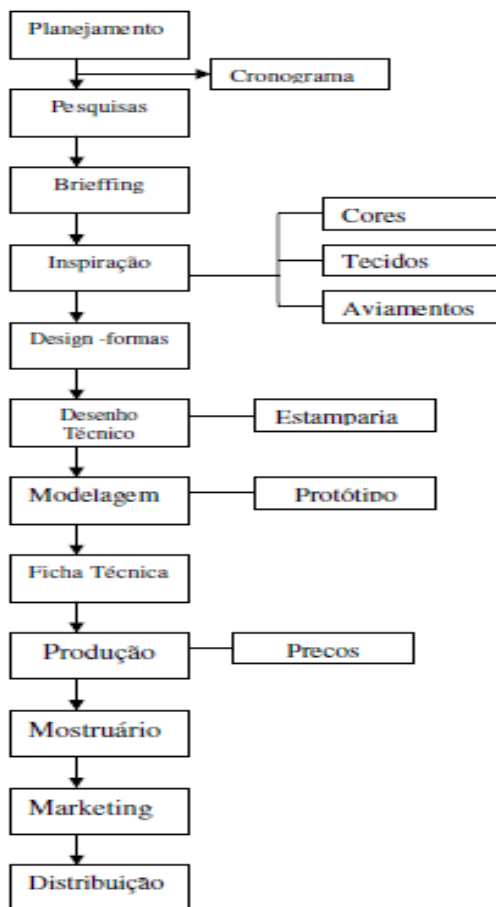 Planejamento
Cronograma
Pesquisas
Brieffing
Cores
Inspiração
Tecidos
Aviamentos
Design -formas
Desenho
Técnico
Estamparia
Modelagem
Protótipo
Ficha Técnica
Produção
Precos
Mostruário
Marketing
Distribuição